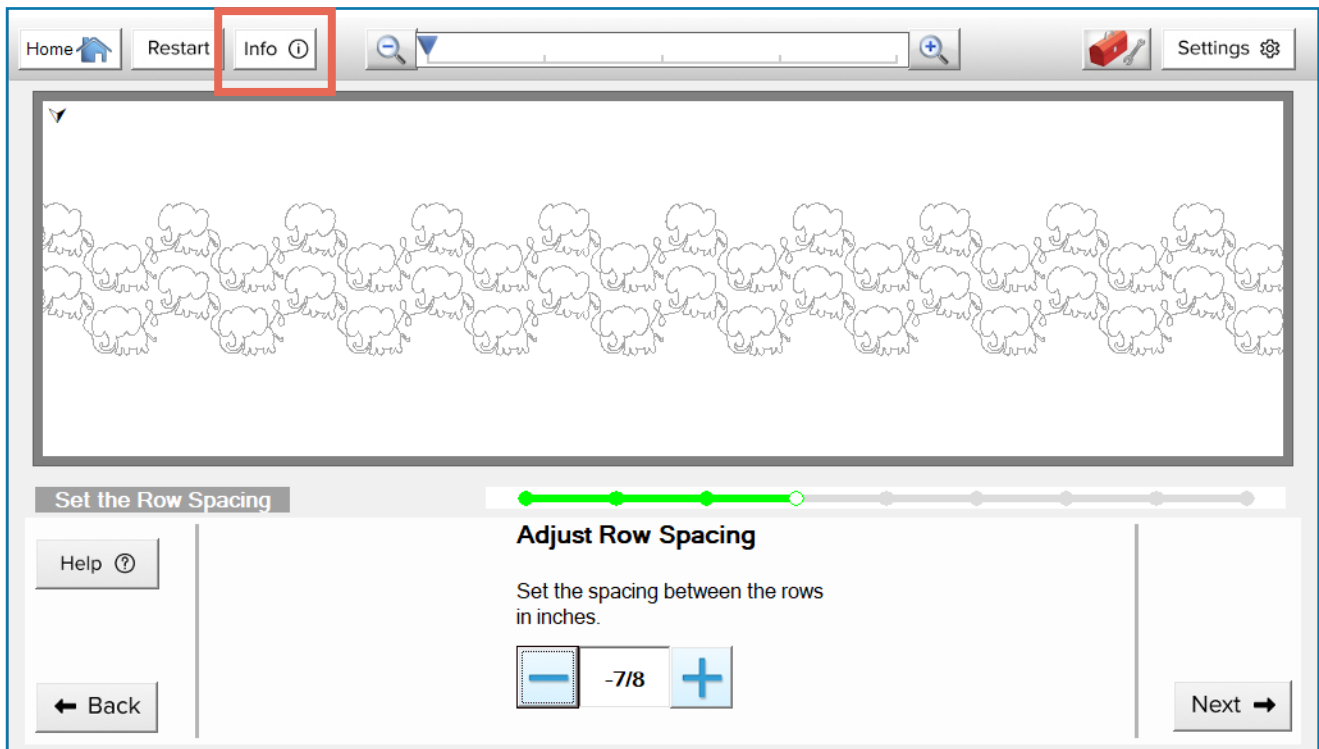 Home Restart Info Settings
Set the Row Spacing
Adjust Row Spacing
Help
Set the spacing between the rows
in inches.
-7/8
Back Next